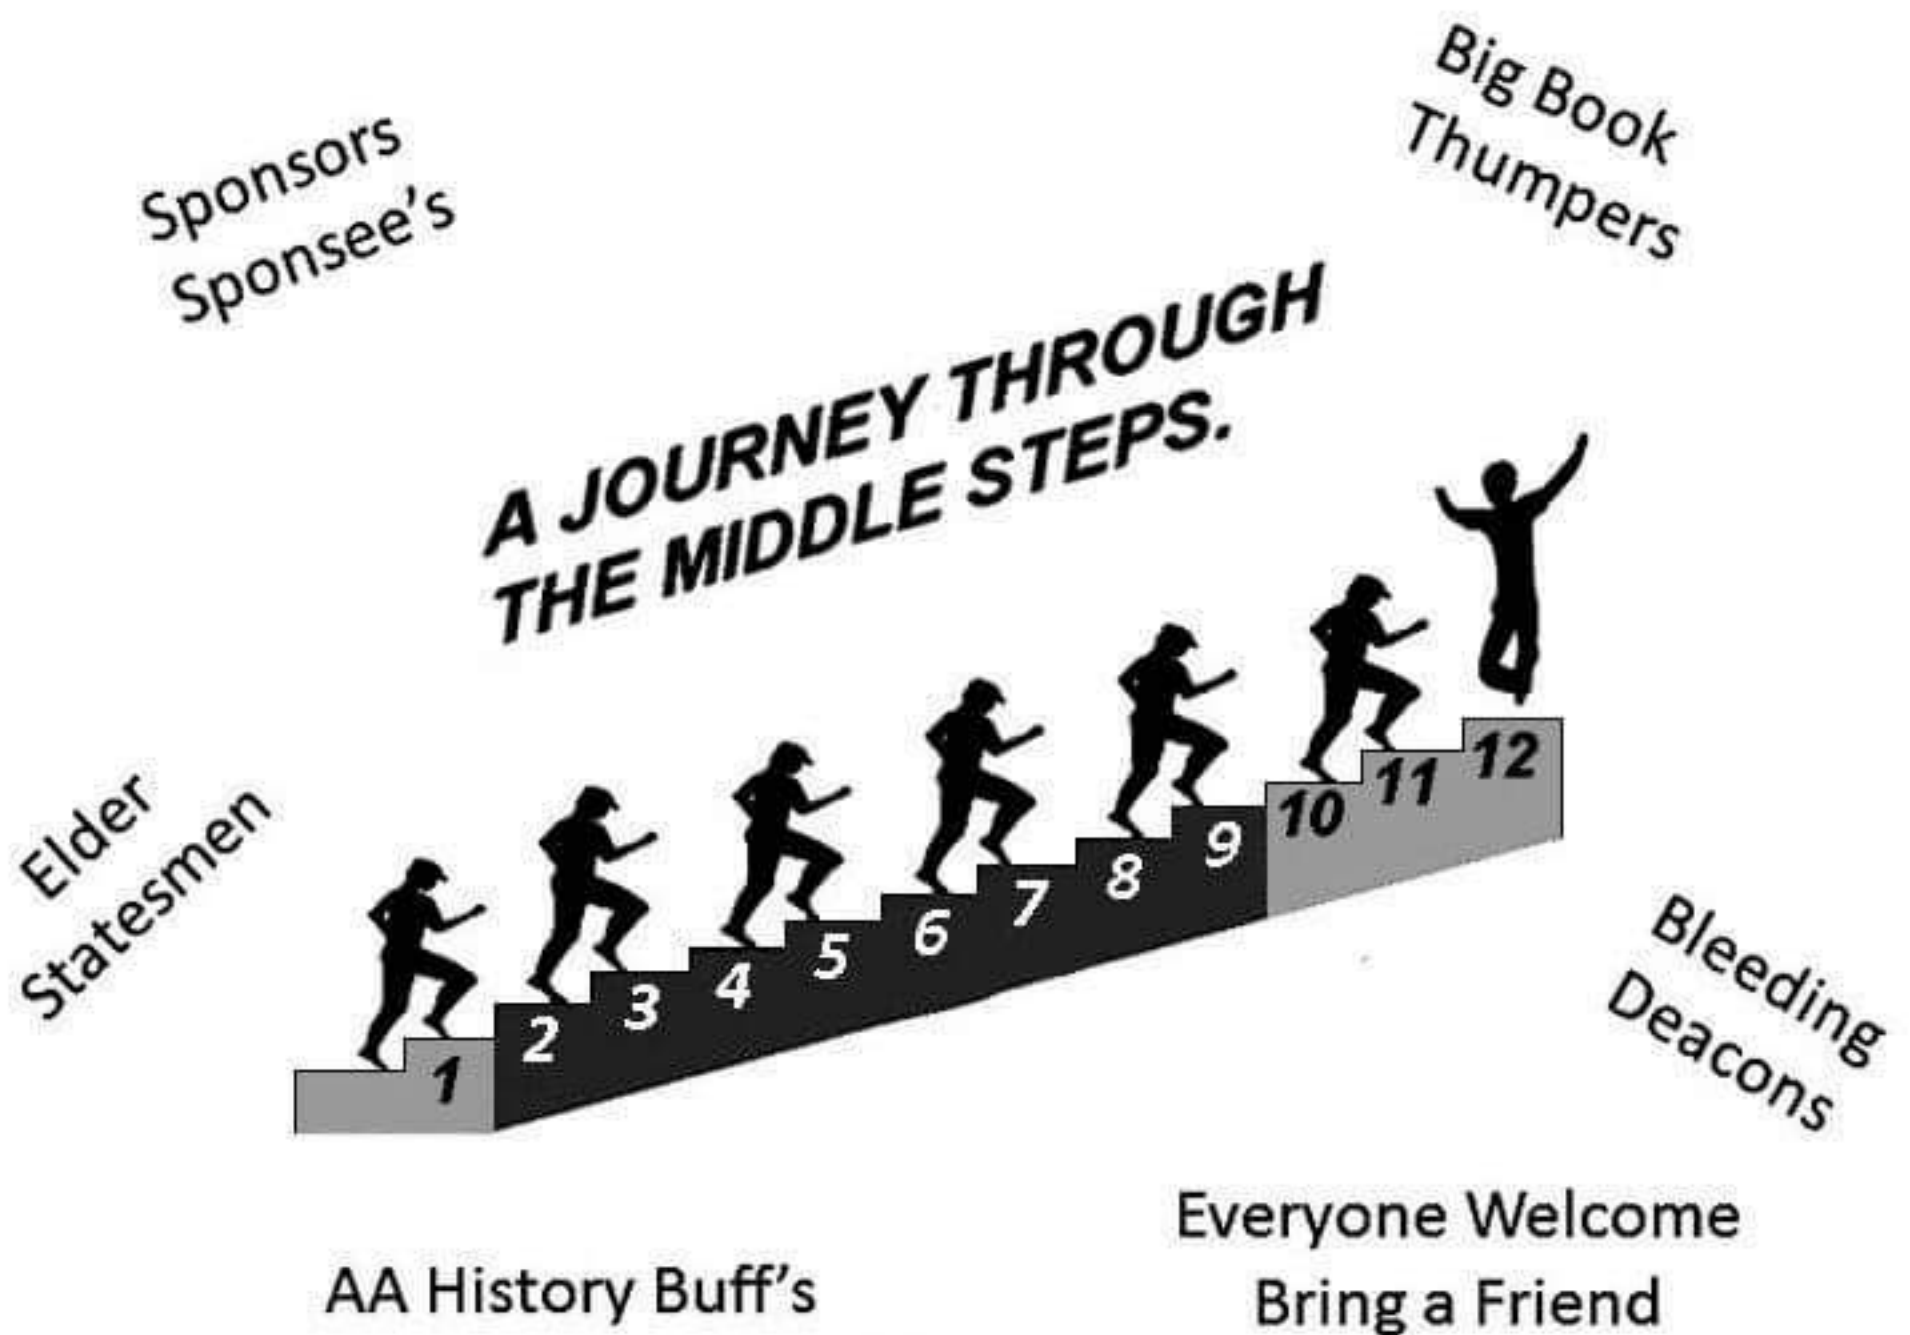 Sponsors
Sponsee's
Big Book
Thumpers
A JOURNEY THROUGH
THE MIDDLE STEPS.
Elder
Statesmen
1
2
3
4
5
6
7
8
9
10
11
12
Bleeding
Deacons
AA History Buff's
Everyone Welcome
Bring a Friend